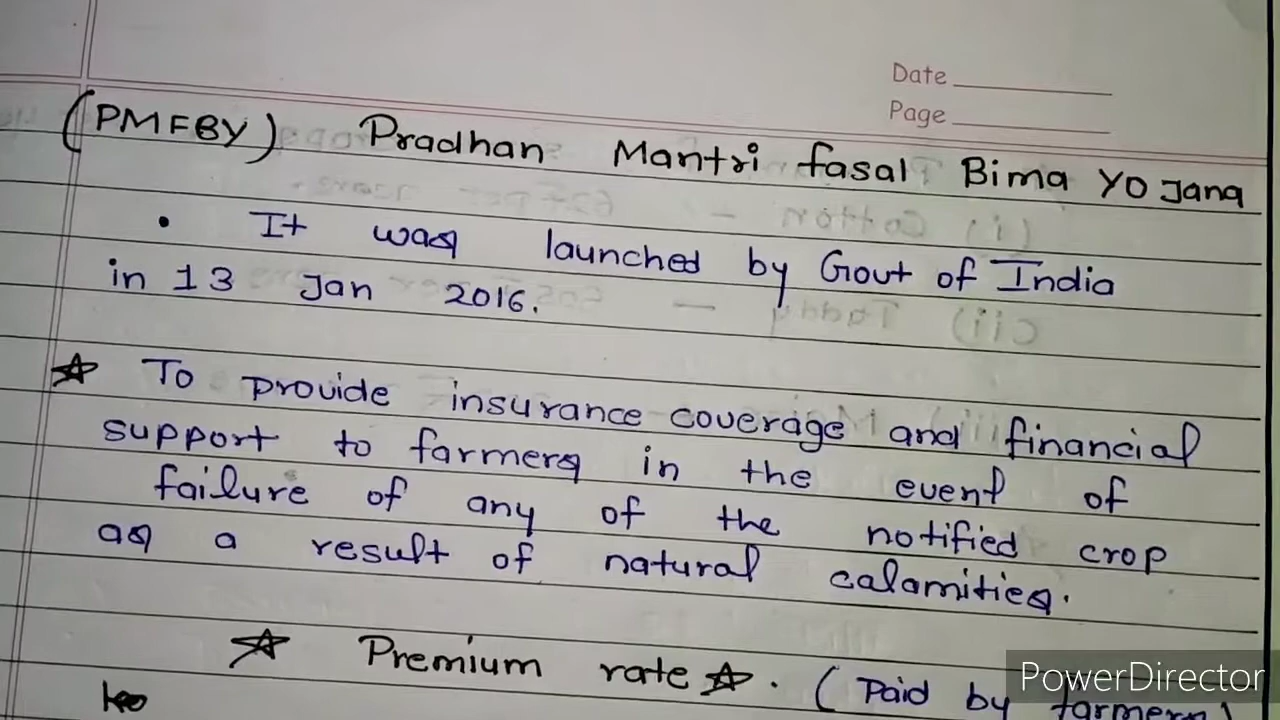 Date
Page
(PMFBY) Pradhan Mantri fasal Bima Yojana
• It was launched by Govt of India
in 13 Jan 2016.
☆ To provide insurance coverage and financial
support to farmers in the event of
failure of any of the notified crop
as a result of natural calamities.
☆ Premium rate ☆. (Paid by farmers)
PowerDirector